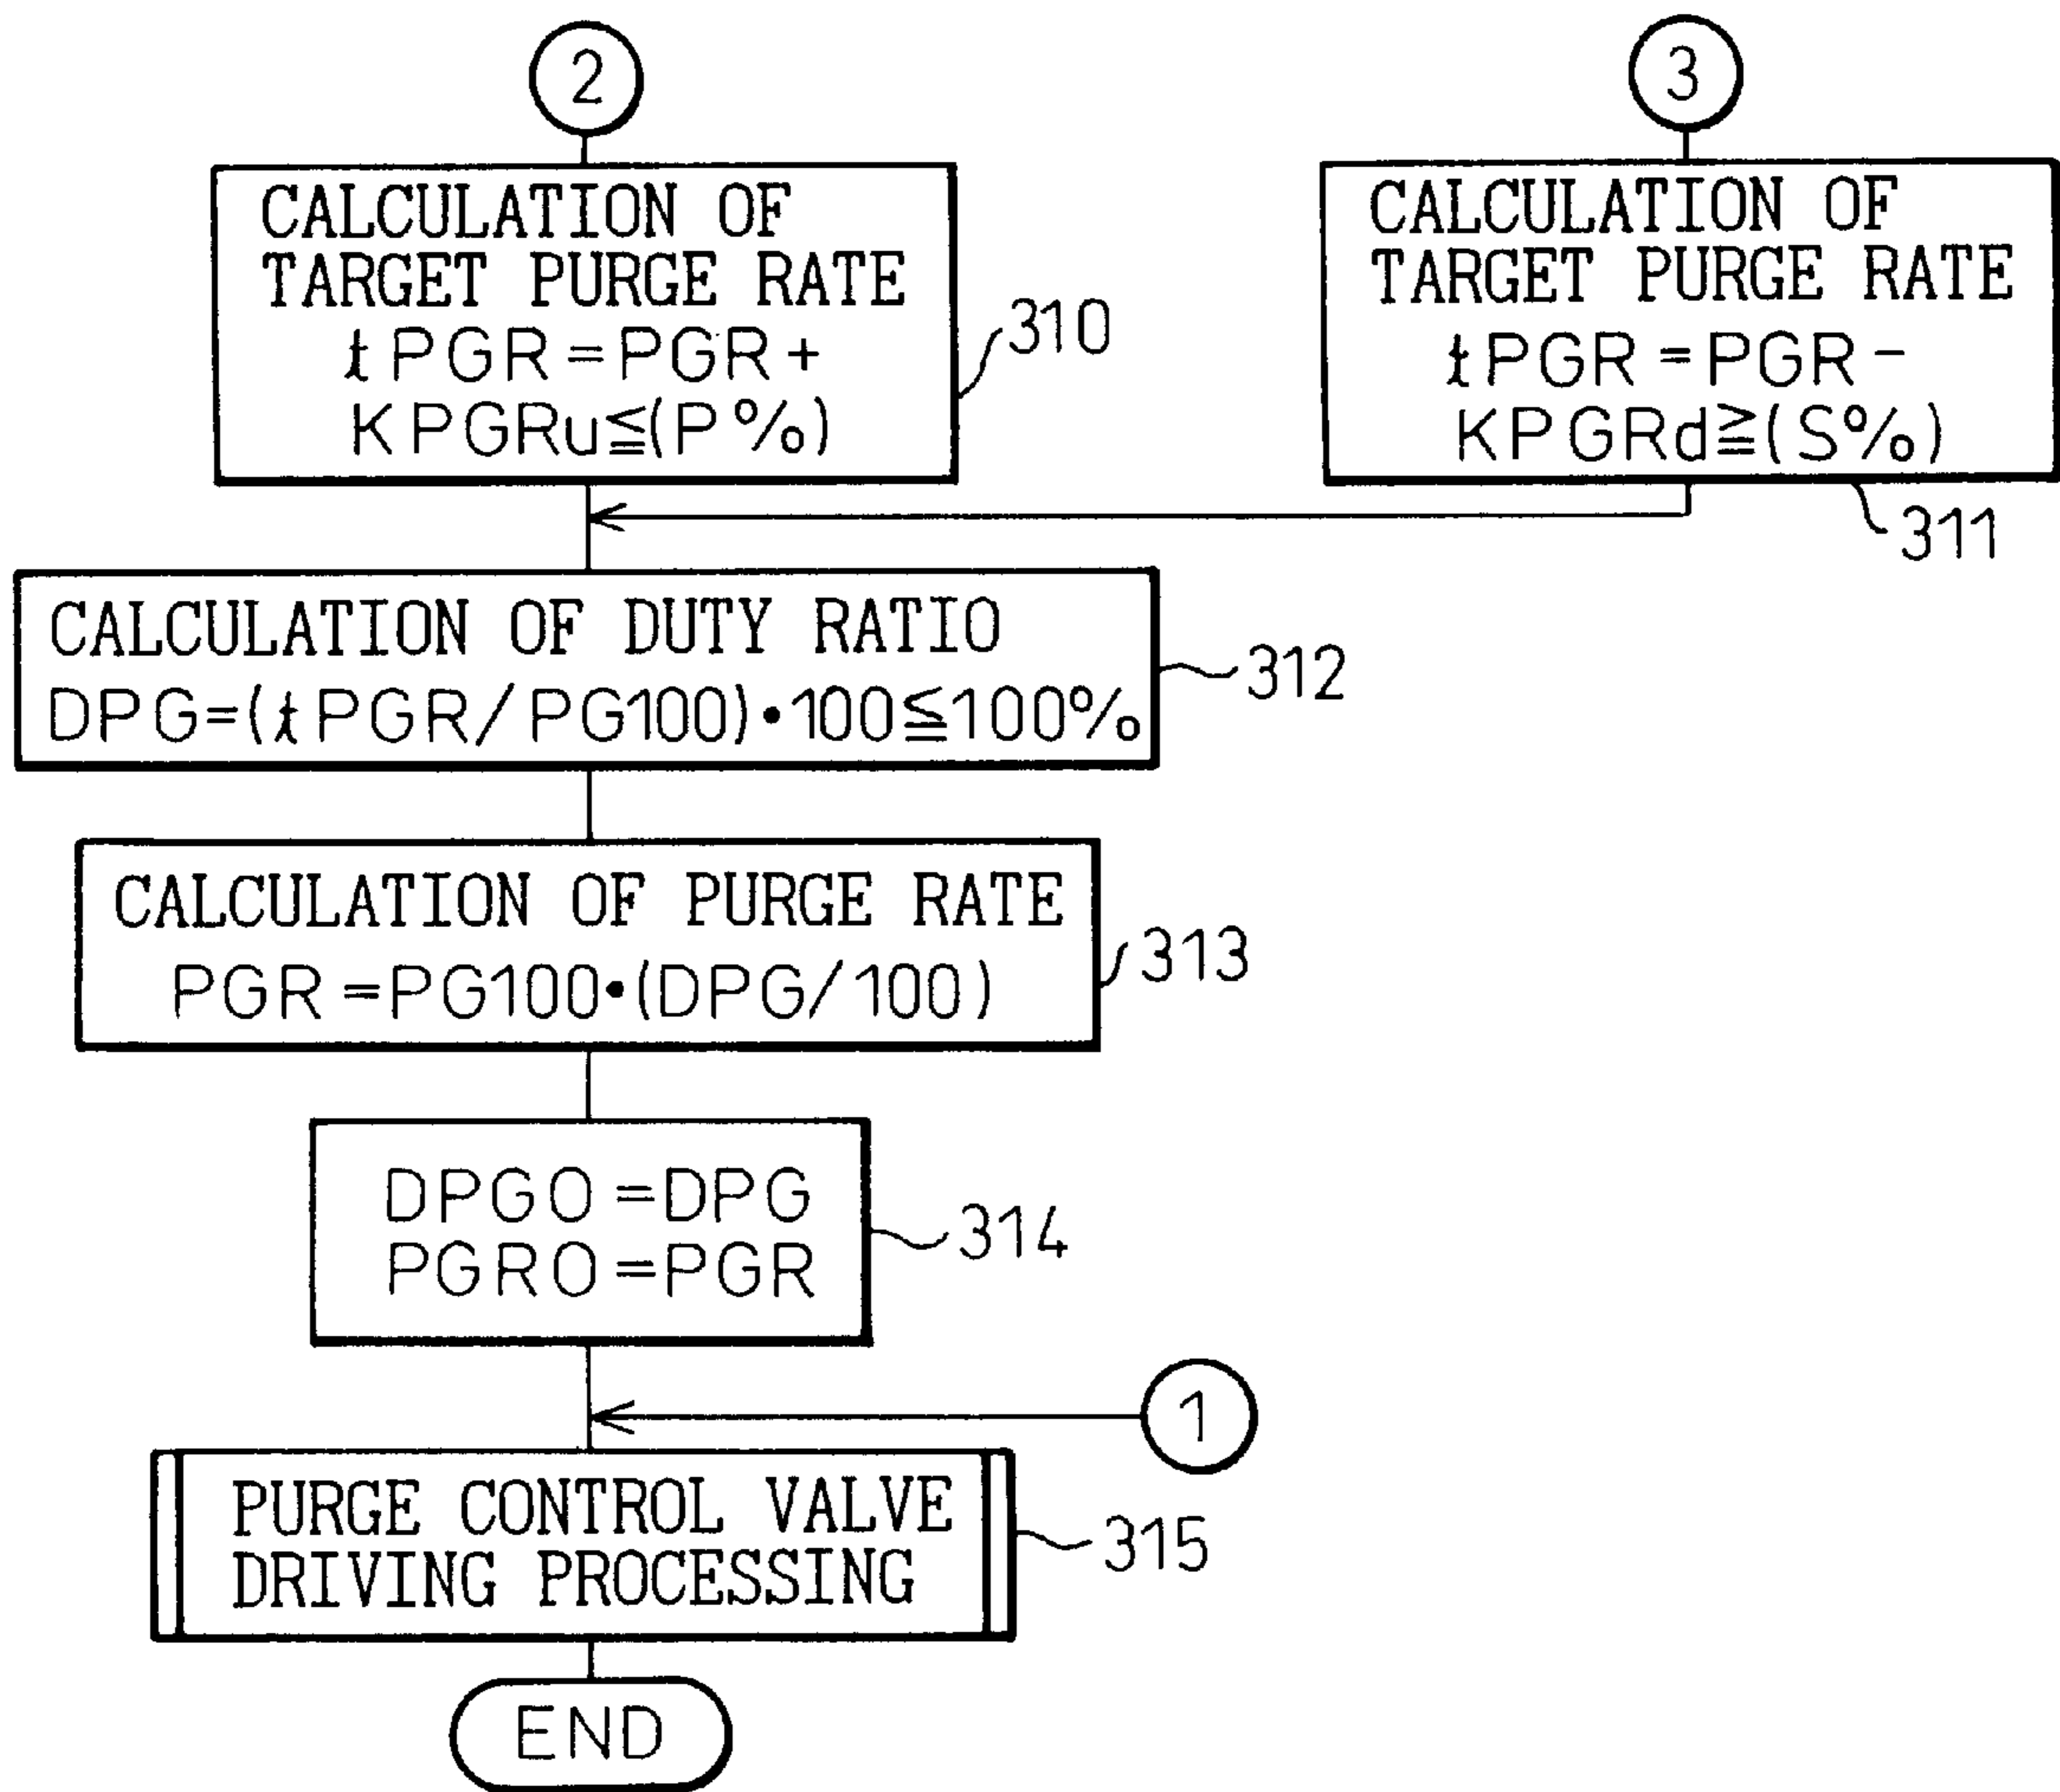 2
CALCULATION OF
TARGET PURGE RATE
tPGR=PGR+
KPGRu≦(P%)
310
3
CALCULATION OF
TARGET PURGE RATE
tPGR=PGR-
KPGRd≧(S%)
311
CALCULATION OF DUTY RATIO
DPG=(tPGR/PG100)•100≦100%
312
CALCULATION OF PURGE RATE
PGR=PG100•(DPG/100)
313
DPGO=DPG
PGRO=PGR
314
1
PURGE CONTROL VALVE
DRIVING PROCESSING
315
END